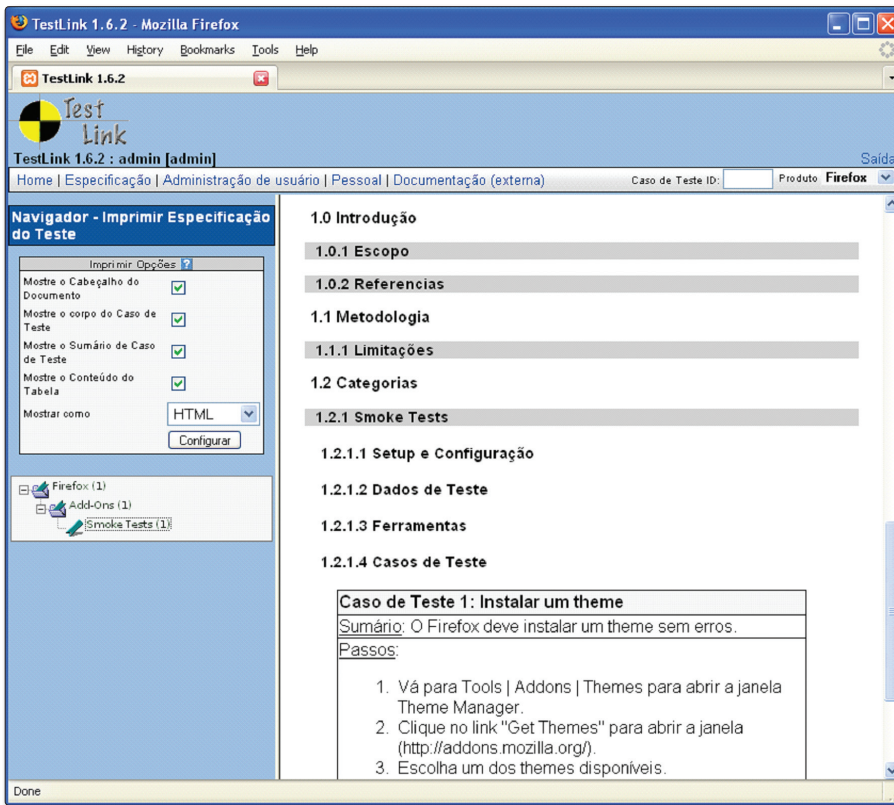 TestLink 1.6.2 - Mozilla Firefox
File Edit View History Bookmarks Tools Help
TestLink 1.6.2
Test
Link
TestLink 1.6.2 : admin [admin]
Saída
Home | Especificação | Administração de usuário | Pessoal | Documentação (externa)
Caso de Teste ID:
Produto Firefox
Navigador - Imprimir Especificação
do Teste
Imprimir Opções ?
Mostre o Cabeçalho do
Documento
Mostre o corpo do Caso de
Teste
Mostre o Sumário de Caso
de Teste
Mostre o Conteúdo do
Tabela
Mostrar como
HTML
Configurar
Firefox (1)
Add-Ons (1)
Smoke Tests (1)
1.0 Introdução
1.0.1 Escopo
1.0.2 Referencias
1.1 Metodologia
1.1.1 Limitações
1.2 Categorias
1.2.1 Smoke Tests
1.2.1.1 Setup e Configuração
1.2.1.2 Dados de Teste
1.2.1.3 Ferramentas
1.2.1.4 Casos de Teste
Caso de Teste 1: Instalar um theme
Sumário: O Firefox deve instalar um theme sem erros.
Passos:
1. Vá para Tools | Addons | Themes para abrir a janela
Theme Manager.
2. Clique no link "Get Themes" para abrir a janela
(http://addons.mozilla.org/).
3. Escolha um dos themes disponíveis.
Done